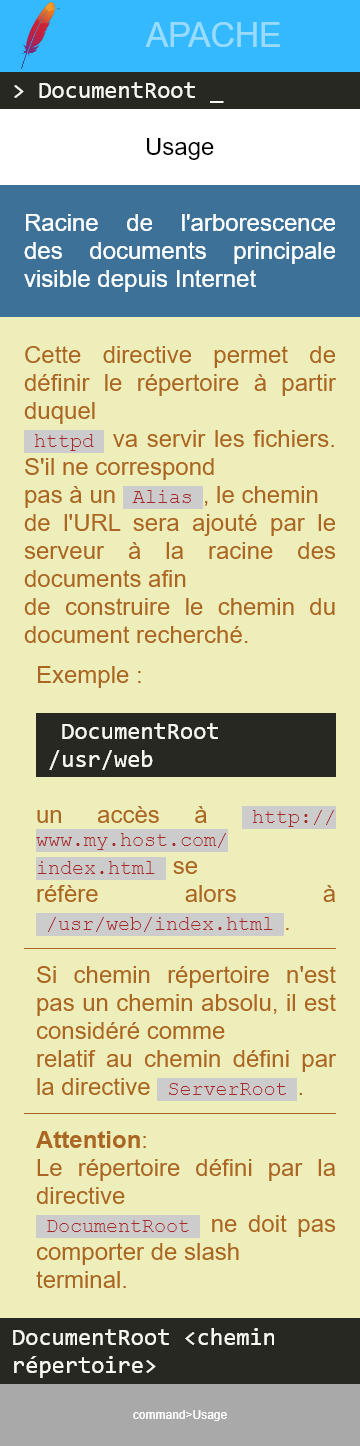 APACHE
> DocumentRoot _
Usage
Racine de l'arborescence
des documents principale
visible depuis Internet
Cette directive permet de
définir le répertoire à partir
duquel
httpd va servir les fichiers.
S'il ne correspond
pas à un Alias , le chemin
de l'URL sera ajouté par le
serveur à la racine des
documents afin
de construire le chemin du
document recherché.
Exemple :
DocumentRoot
/usr/web
un accès à http://
www.my.host.com/
index.html se
réfère alors à
/usr/web/index.html .
Si chemin répertoire n'est
pas un chemin absolu, il est
considéré comme
relatif au chemin défini par
la directive ServerRoot .
Attention:
Le répertoire défini par la
directive
DocumentRoot ne doit pas
comporter de slash
terminal.
DocumentRoot <chemin
répertoire>
command>Usage